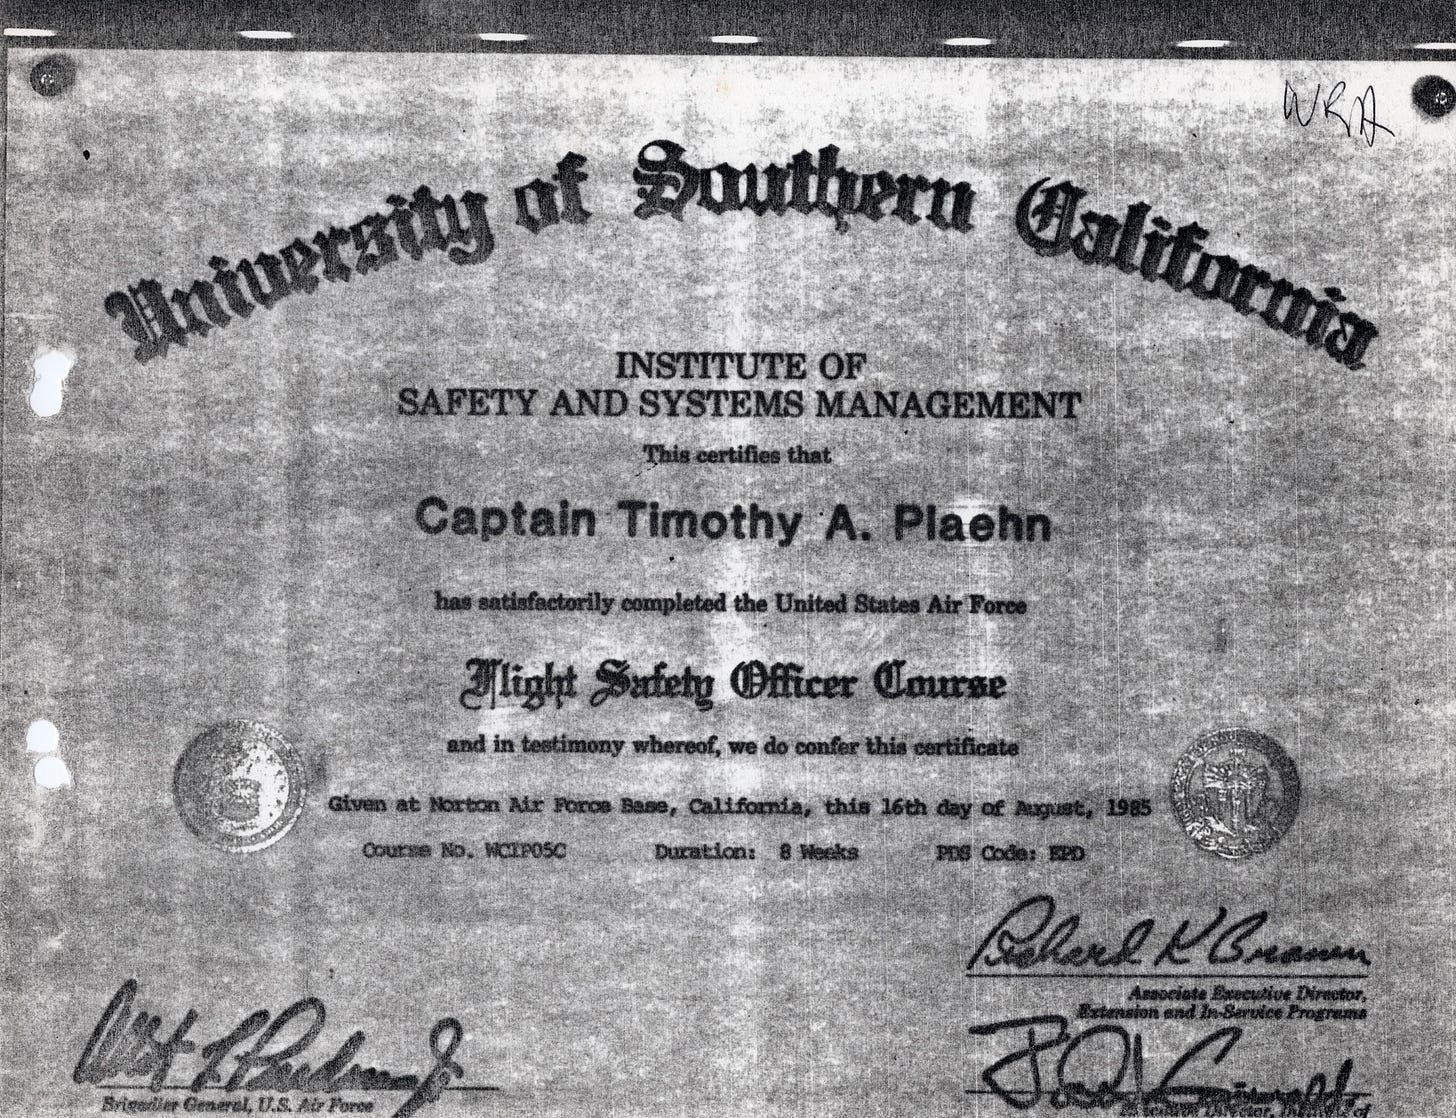 WRA
University of Southern California
INSTITUTE OF
SAFETY AND SYSTEMS MANAGEMENT
This certifies that
Captain Timothy A. Plaehn
has satisfactorily completed the United States Air Force
Flight Safety Officer Course
and in testimony whereof, we do confer this certificate
Given at Norton Air Force Base, California, this 16th day of August, 1985
Course No. WCIP05C Duration: 8 Weeks PDS Code: EPD
Richard K Brown
Associate Executive Director,
Extension and In-Service Programs
Brigadier General, U.S. Air Force